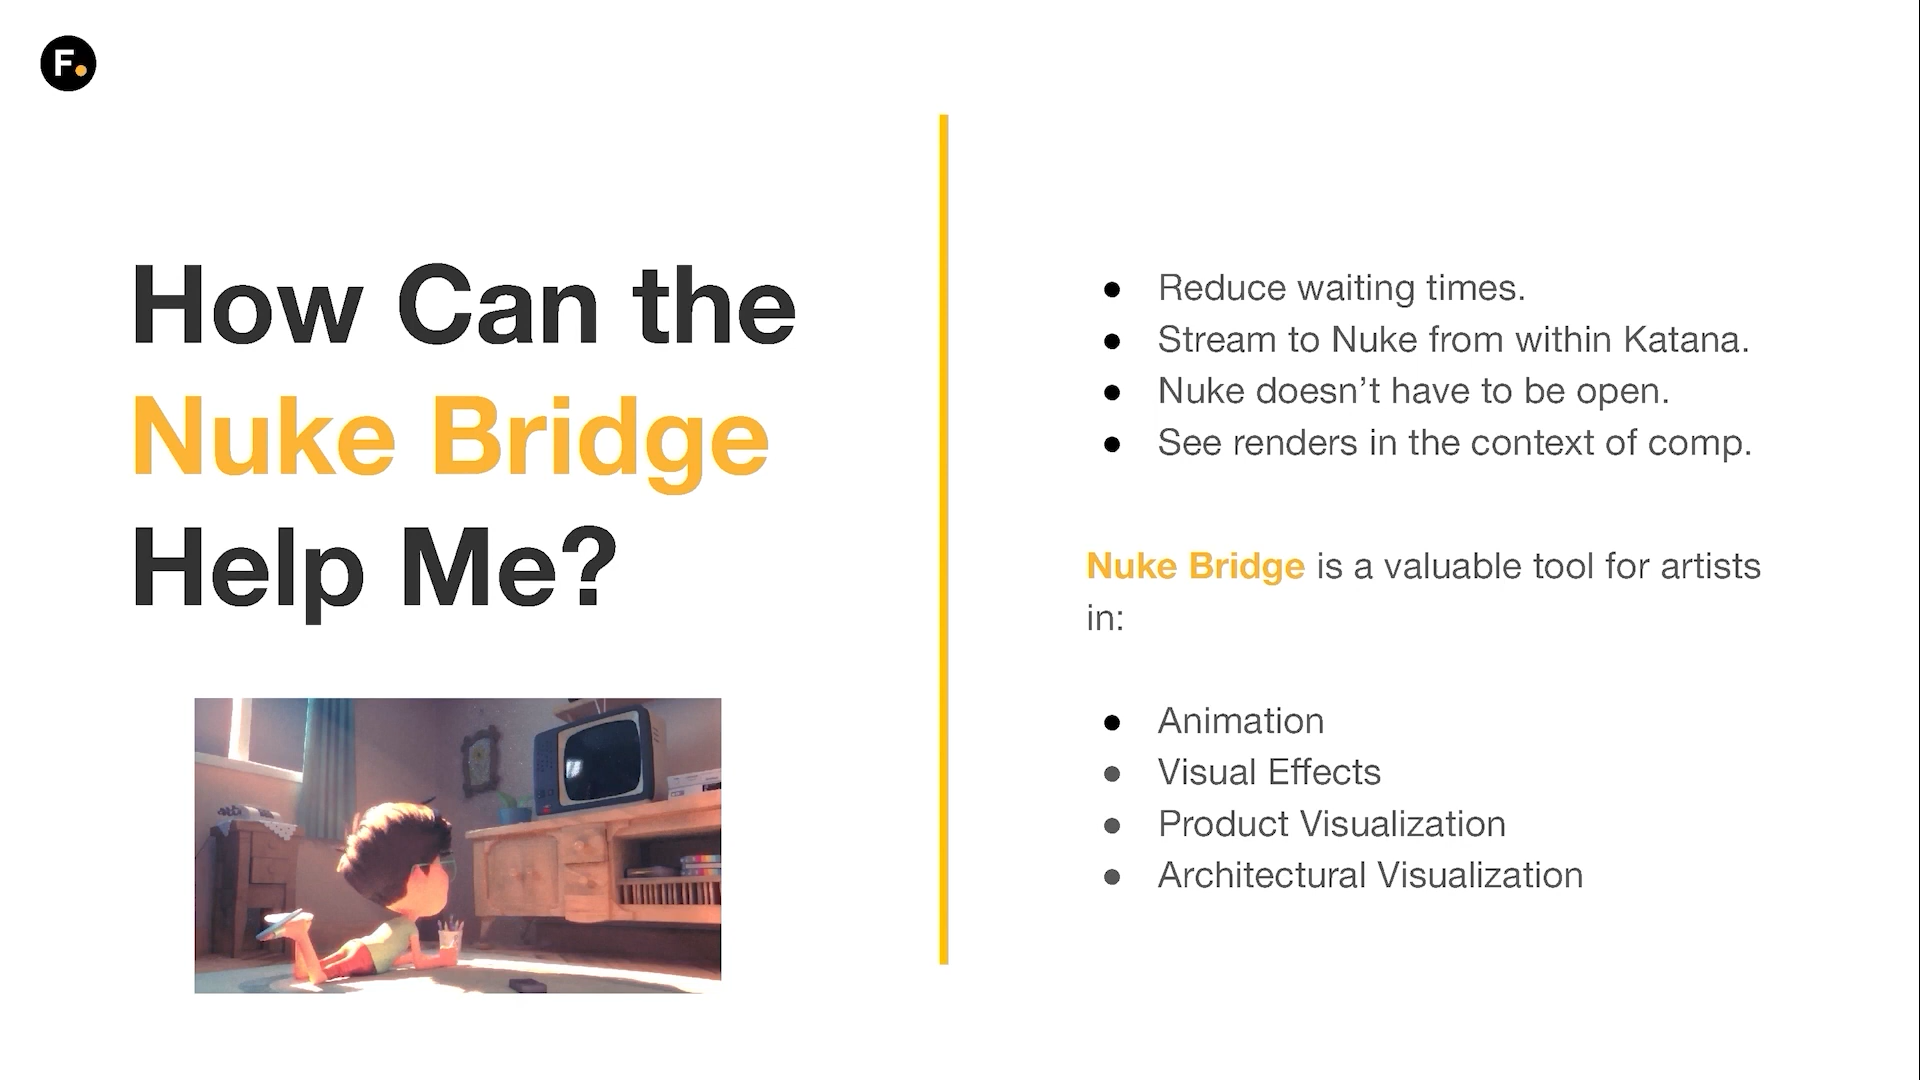 F.
How Can the
Nuke Bridge
Help Me?
● Reduce waiting times.
● Stream to Nuke from within Katana.
● Nuke doesn’t have to be open.
● See renders in the context of comp.
Nuke Bridge is a valuable tool for artists
in:
● Animation
● Visual Effects
● Product Visualization
● Architectural Visualization